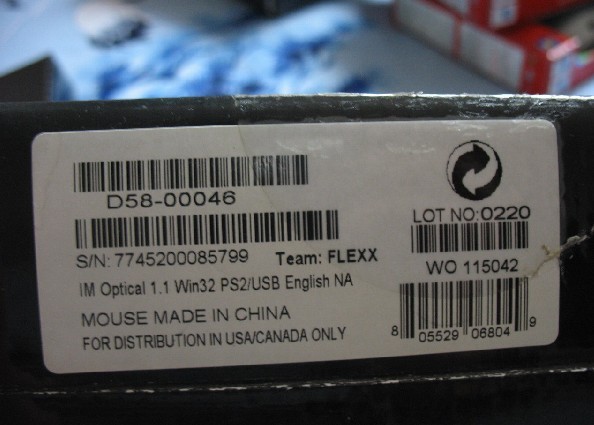 D58-00046
S/N: 7745200085799 Team: FLEXX
IM Optical 1.1 Win32 PS2/USB English NA
MOUSE MADE IN CHINA
FOR DISTRIBUTION IN USA/CANADA ONLY
LOT NO:0220
WO 115042
8 05529 06804 9